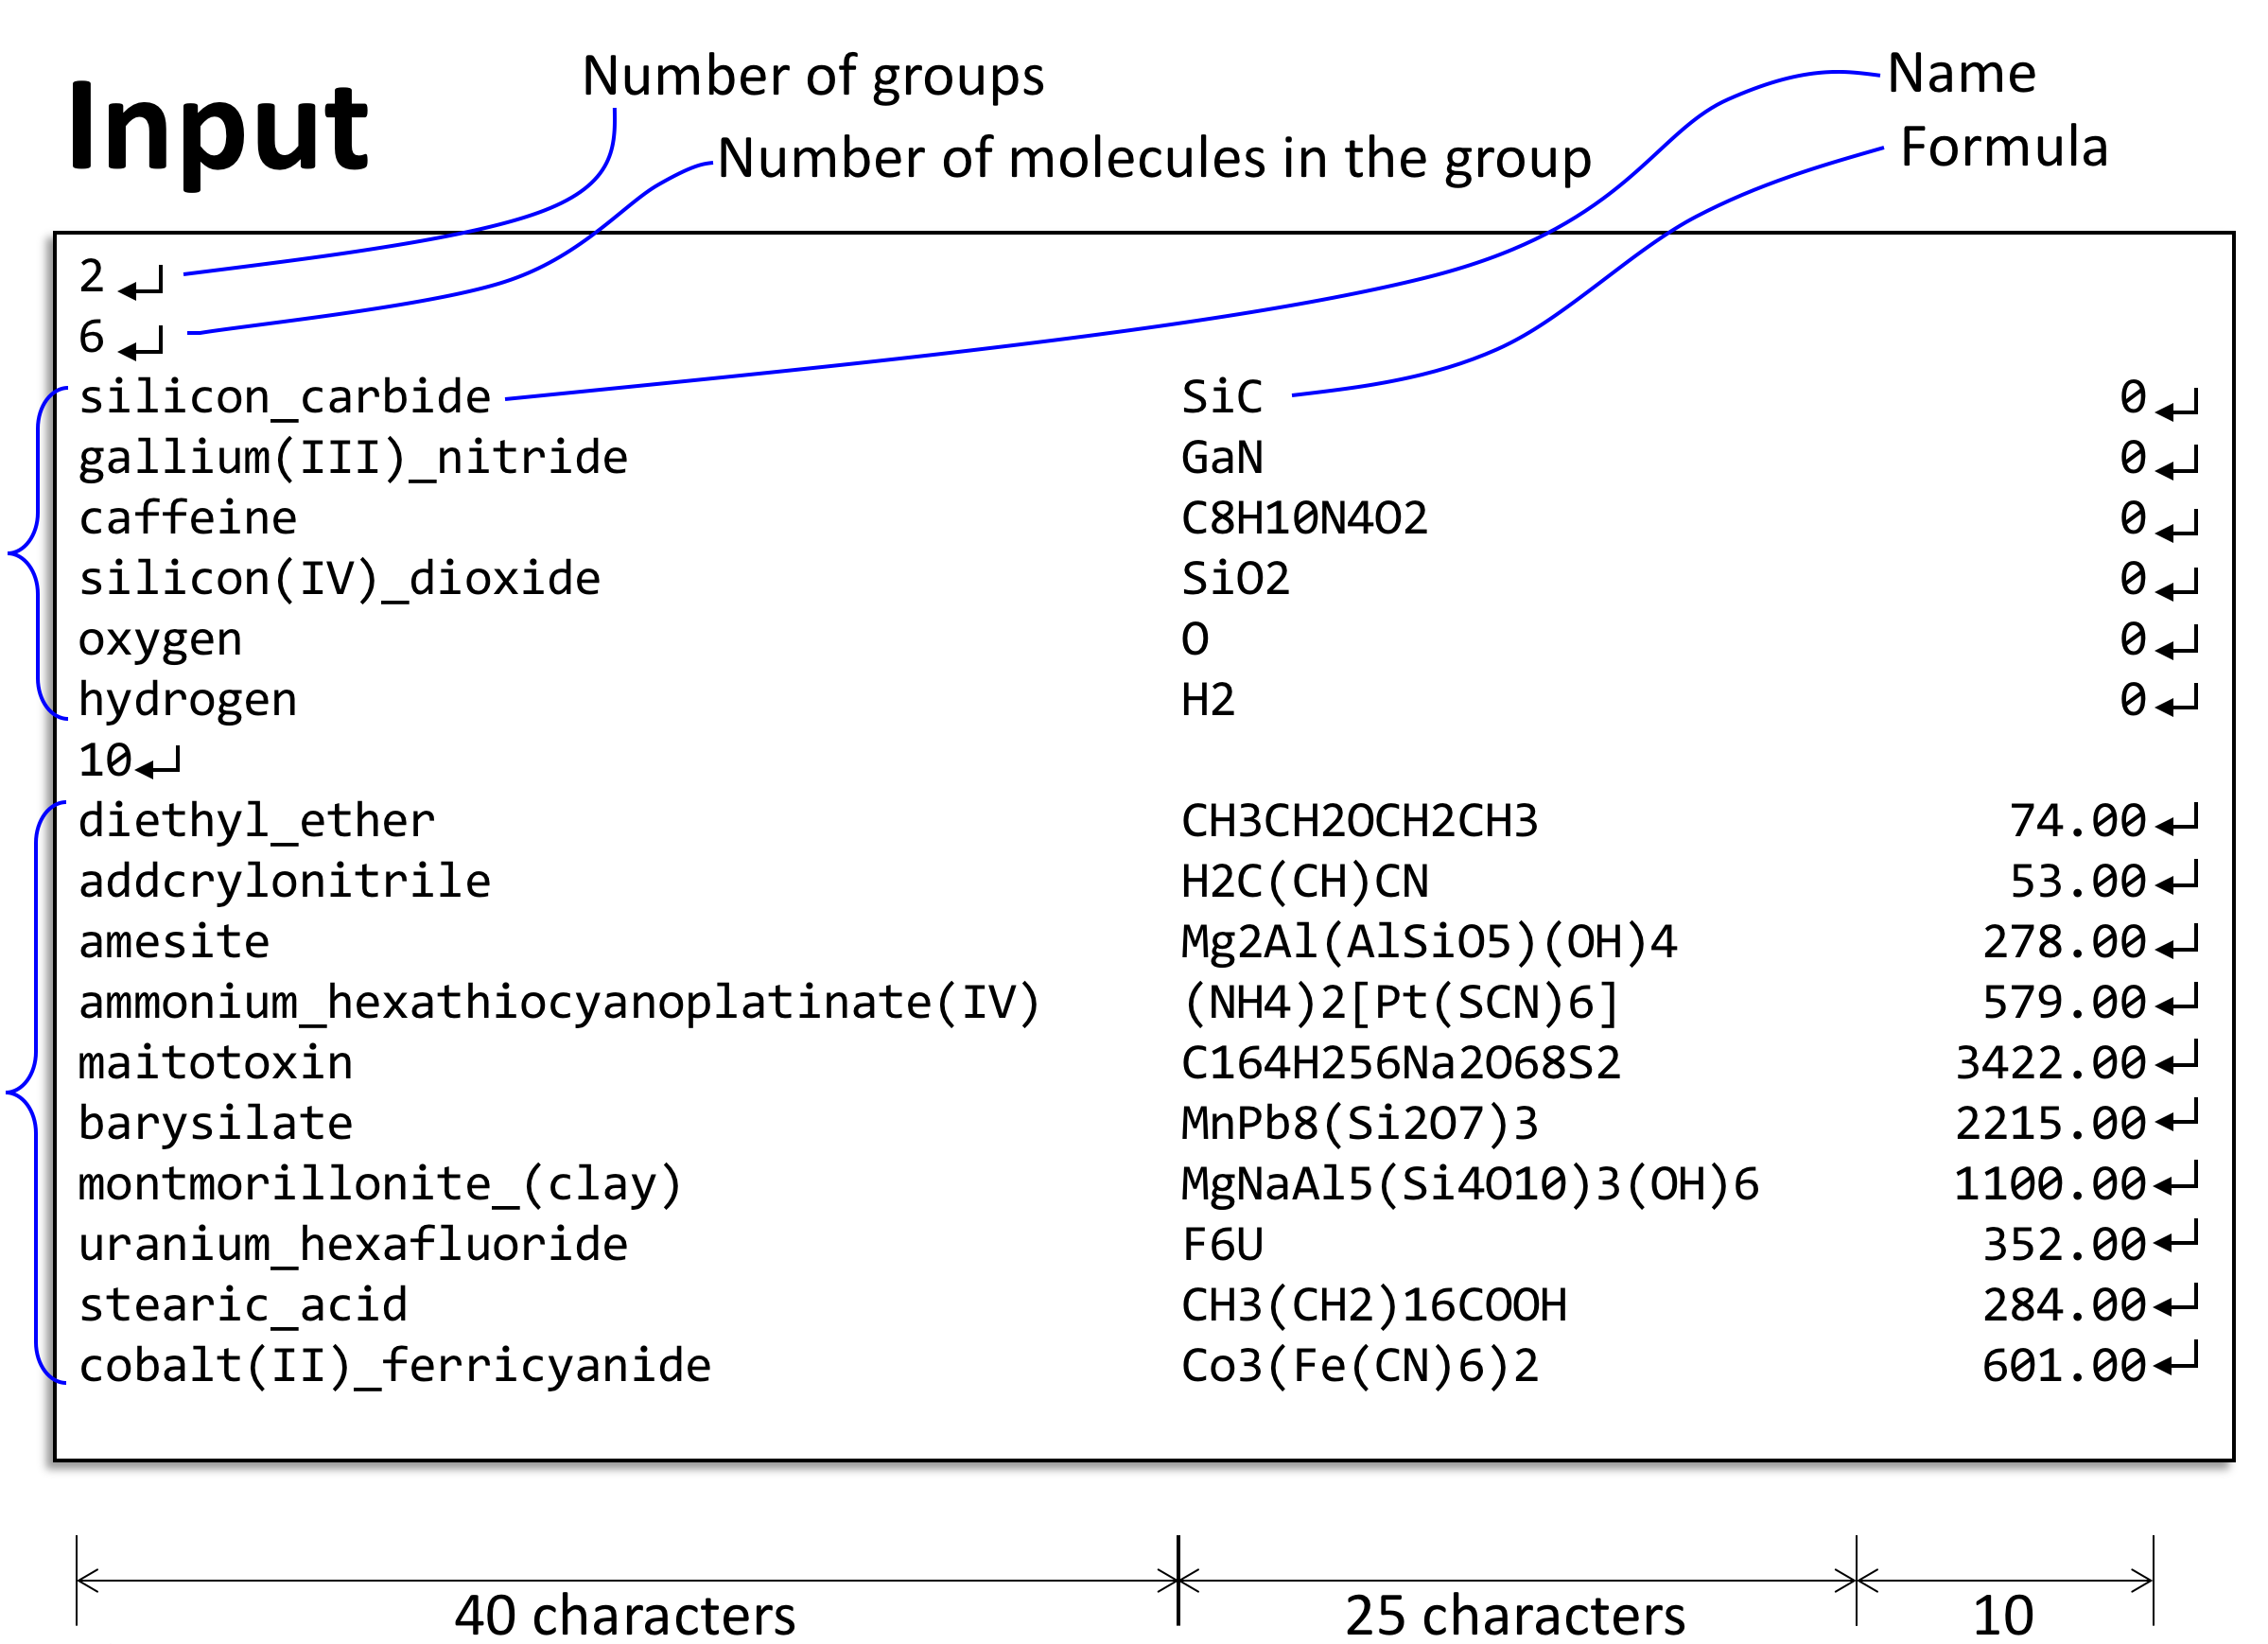 Input
Number of groups
Number of molecules in the group
Name
Formula
2
6
silicon_carbide SiC 0
gallium(III)_nitride GaN 0
caffeine C8H10N4O2 0
silicon(IV)_dioxide SiO2 0
oxygen O 0
hydrogen H2 0
10
diethyl_ether CH3CH2OCH2CH3 74.00
addcrylonitrile H2C(CH)CN 53.00
amesite Mg2Al(AlSiO5)(OH)4 278.00
ammonium_hexathiocyanoplatinate(IV) (NH4)2[Pt(SCN)6] 579.00
maitotoxin C164H256Na2O68S2 3422.00
barysilate MnPb8(Si2O7)3 2215.00
montmorillonite_(clay) MgNaAl5(Si4O10)3(OH)6 1100.00
uranium_hexafluoride F6U 352.00
stearic_acid CH3(CH2)16COOH 284.00
cobalt(II)_ferricyanide Co3(Fe(CN)6)2 601.00
40 characters 25 characters 10